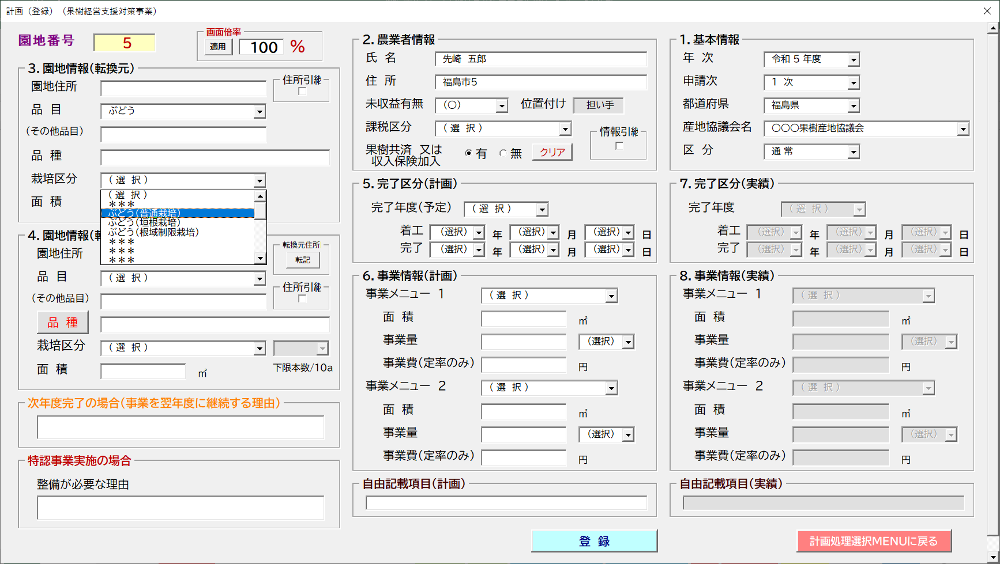 計画（登録）（果樹経営支援対策事業）
園地番号 5
画面倍率
適用 100 %
3. 園地情報(転換元)
園地住所
住所引継
品 目 ぶどう
(その他品目)
品 種
栽培区分 ( 選 択 )
( 選 択 )
＊＊＊
ぶどう(普通栽培)
ぶどう(垣根栽培)
ぶどう(根域制限栽培)
＊＊＊
＊＊＊
＊＊＊
面 積
4. 園地情報(転
園地住所
転換元住所
転記
品 目 ( 選 択 )
住所引継
(その他品目)
品 種
栽培区分 ( 選 択 )
面 積 ㎡
下限本数/10a
次年度完了の場合(事業を翌年度に継続する理由)
特認事業実施の場合
整備が必要な理由
2. 農業者情報
氏 名 先崎 五郎
住 所 福島市5
未収益有無 (○) 位置付け 担い手
課税区分 ( 選 択 )
情報引継
果樹共済 又は
収入保険加入
有 無 クリア
5. 完了区分(計画)
完了年度(予定) ( 選 択 )
着工 (選択) 年 (選択) 月 (選択) 日
完了 (選択) 年 (選択) 月 (選択) 日
6. 事業情報(計画)
事業メニュー 1 ( 選 択 )
面 積 ㎡
事業量 (選択)
事業費(定率のみ) 円
事業メニュー 2 ( 選 択 )
面 積 ㎡
事業量 (選択)
事業費(定率のみ) 円
自由記載項目(計画)
登 録
1. 基本情報
年 次 令和 5 年度
申請次 1 次
都道府県 福島県
産地協議会名 ○○○果樹産地協議会
区 分 通 常
7. 完了区分(実績)
完了年度 ( 選 択 )
着工 (選択) 年 (選択) 月 (選択) 日
完了 (選択) 年 (選択) 月 (選択) 日
8. 事業情報(実績)
事業メニュー 1 ( 選 択 )
面 積 ㎡
事業量 (選択)
事業費(定率のみ) 円
事業メニュー 2 ( 選 択 )
面 積 ㎡
事業量 (選択)
事業費(定率のみ) 円
自由記載項目(実績)
計画処理選択MENUに戻る